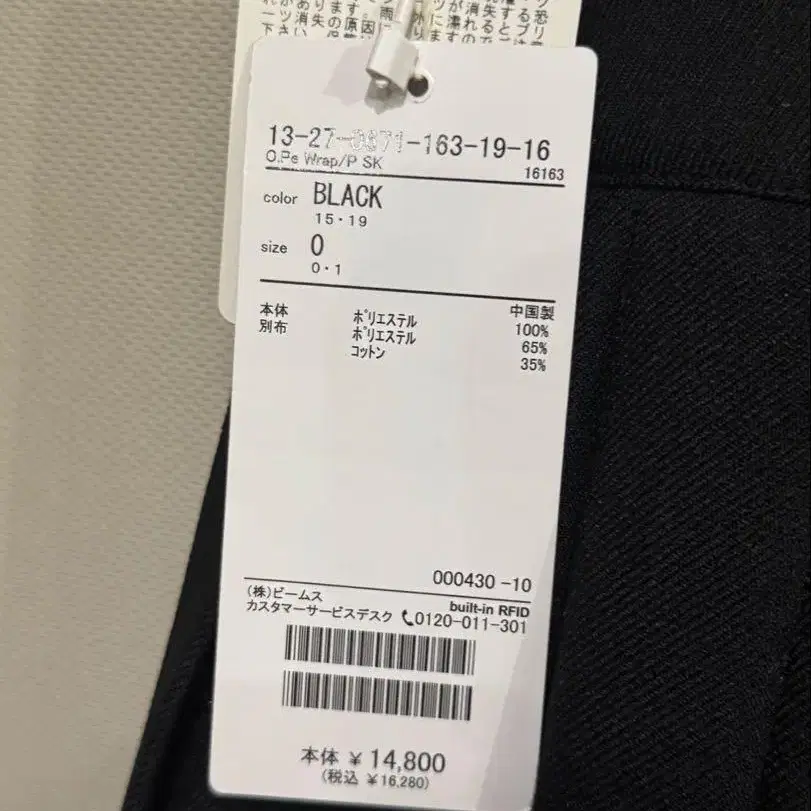 13-27-0371-163-19-16
O.Pe Wrap/P SK
16163
color BLACK
15・19
size 0
0・1
中国製
本体 ポリエステル 100%
別布 ポリエステル 65%
コットン 35%
000430 -10
(株)ビームス
built-in RFID
カスタマーサービスデスク 0120-011-301
本体 ¥ 14,800
(税込 ¥16,280)